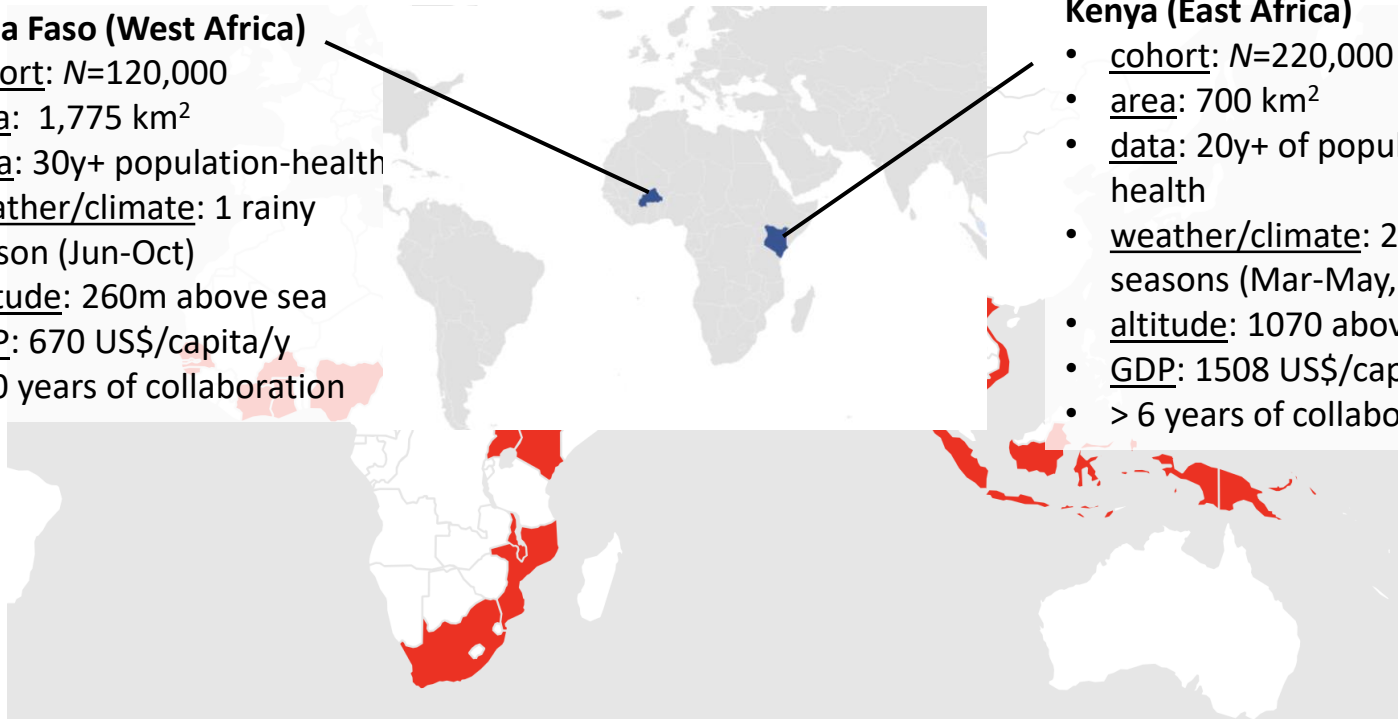 a Faso (West Africa)
ort: N=120,000
a: 1,775 km²
a: 30y+ population-health
ather/climate: 1 rainy
son (Jun-Oct)
tude: 260m above sea
P: 670 US$/capita/y
0 years of collaboration
Kenya (East Africa)
• cohort: N=220,000
• area: 700 km²
• data: 20y+ of popul
health
• weather/climate: 2
seasons (Mar-May,
• altitude: 1070 abov
• GDP: 1508 US$/cap
• > 6 years of collabo